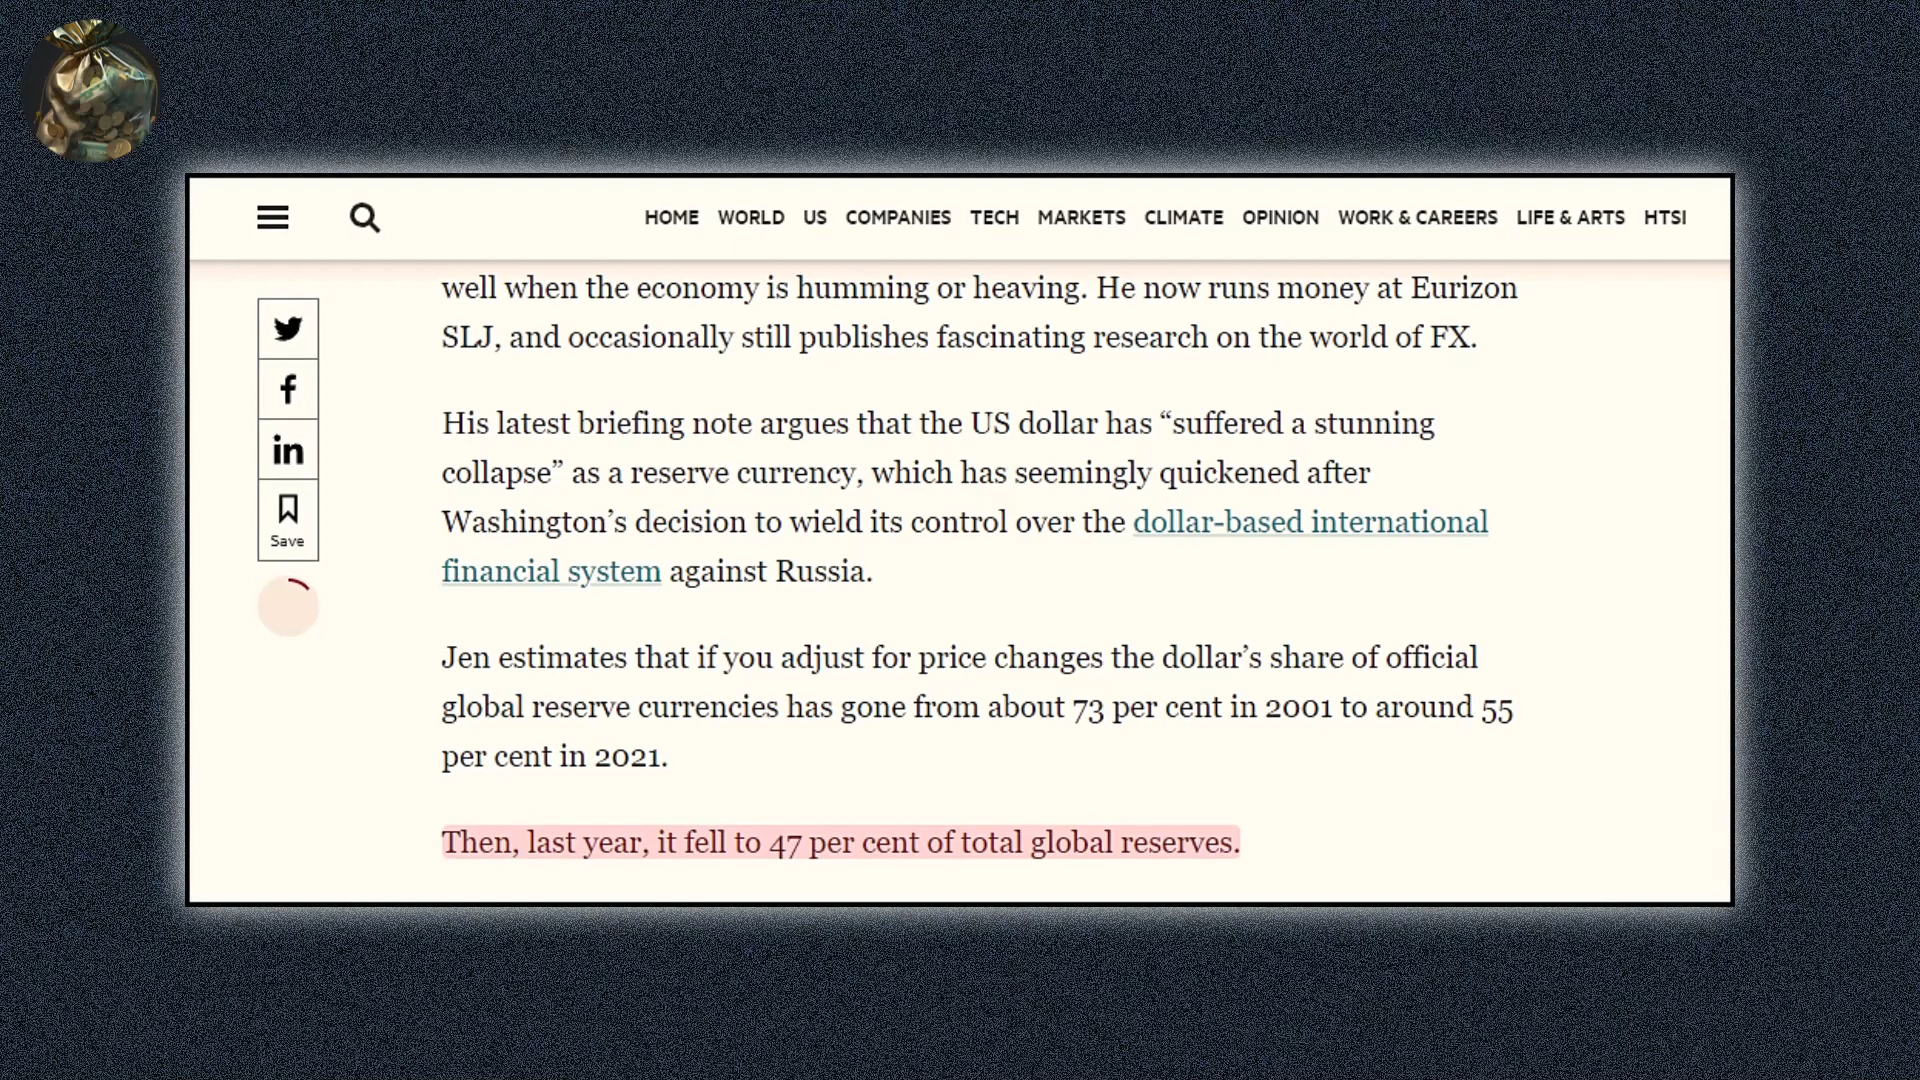 HOME WORLD US COMPANIES TECH MARKETS CLIMATE OPINION WORK & CAREERS LIFE & ARTS HTSI
well when the economy is humming or heaving. He now runs money at Eurizon
SLJ, and occasionally still publishes fascinating research on the world of FX.
His latest briefing note argues that the US dollar has “suffered a stunning
collapse” as a reserve currency, which has seemingly quickened after
Washington’s decision to wield its control over the dollar-based international
financial system against Russia.
Jen estimates that if you adjust for price changes the dollar’s share of official
global reserve currencies has gone from about 73 per cent in 2001 to around 55
per cent in 2021.
Then, last year, it fell to 47 per cent of total global reserves.
Save